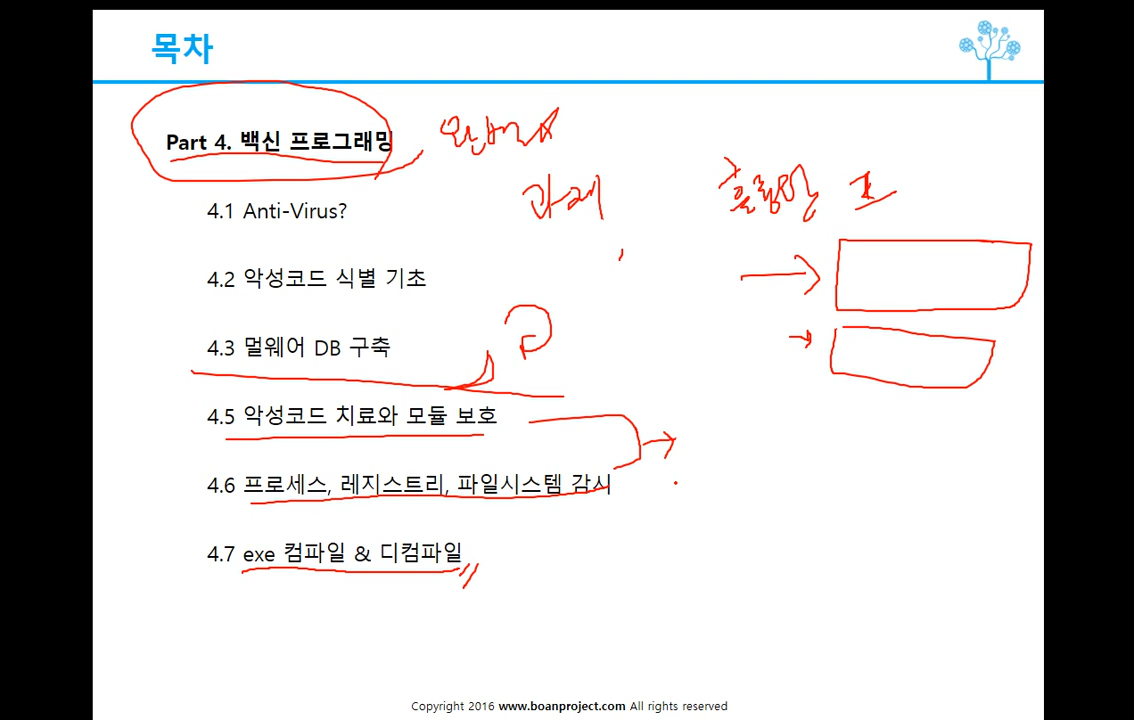 목차
Part 4. 백신 프로그래밍
과제
4.1 Anti-Virus?
4.2 악성코드 식별 기초
4.3 멀웨어 DB 구축
4.5 악성코드 치료와 모듈 보호
4.6 프로세스, 레지스트리, 파일시스템 감시
4.7 exe 컴파일 & 디컴파일
Copyright 2016 www.boanproject.com All rights reserved